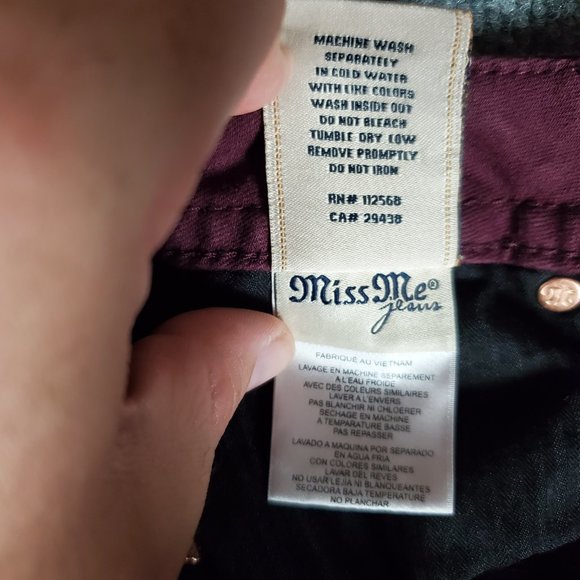 MACHINE WASH
SEPARATELY
IN COLD WATER
WITH LIKE COLORS
WASH INSIDE OUT
DO NOT BLEACH
TUMBLE DRY LOW
REMOVE PROMPTLY
DO NOT IRON
RN# 112568
CA# 29438
Miss Me®
jeans
FABRIQUÉ AU VIETNAM
LAVAGE EN MACHINE SEPAREMENT
A L'EAU FROIDE
AVEC DES COULEURS SIMILAIRES
LAVER A L'ENVERS
PAS BLANCHIR NI CHLOERER
SECHAGE EN MACHINE
A TEMPERATURE BASSE
PAS REPASSER
LAVADO A MAQUINA POR SEPARADO
EN AGUA FRIA
CON COLORES SIMILARES
LAVAR DEL REVES
NO USAR LEJIA NI BLANQUEANTES
SECADORA BAJA TEMPERATURE
NO PLANCHAR